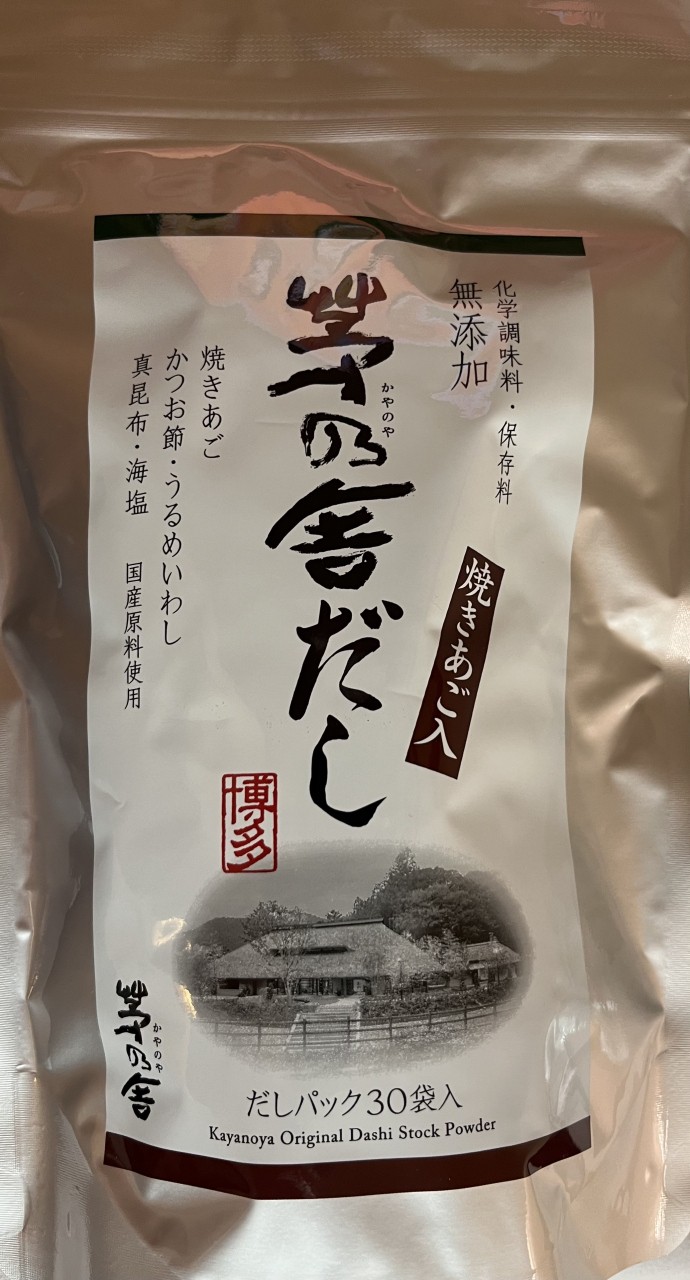 化学調味料・保存料
無添加
茅乃舎だし
かやのや
焼きあご入
焼きあご
かつお節・うるめいわし
真昆布・海塩 国産原料使用
博多
茅乃舎
かやのや
だしパック30袋入
Kayanoya Original Dashi Stock Powder